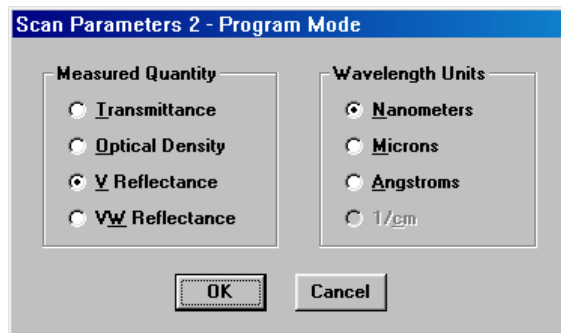 Scan Parameters 2 - Program Mode
Measured Quantity
Transmittance
Optical Density
V Reflectance
VW Reflectance
Wavelength Units
Nanometers
Microns
Angstroms
1/cm
OK
Cancel